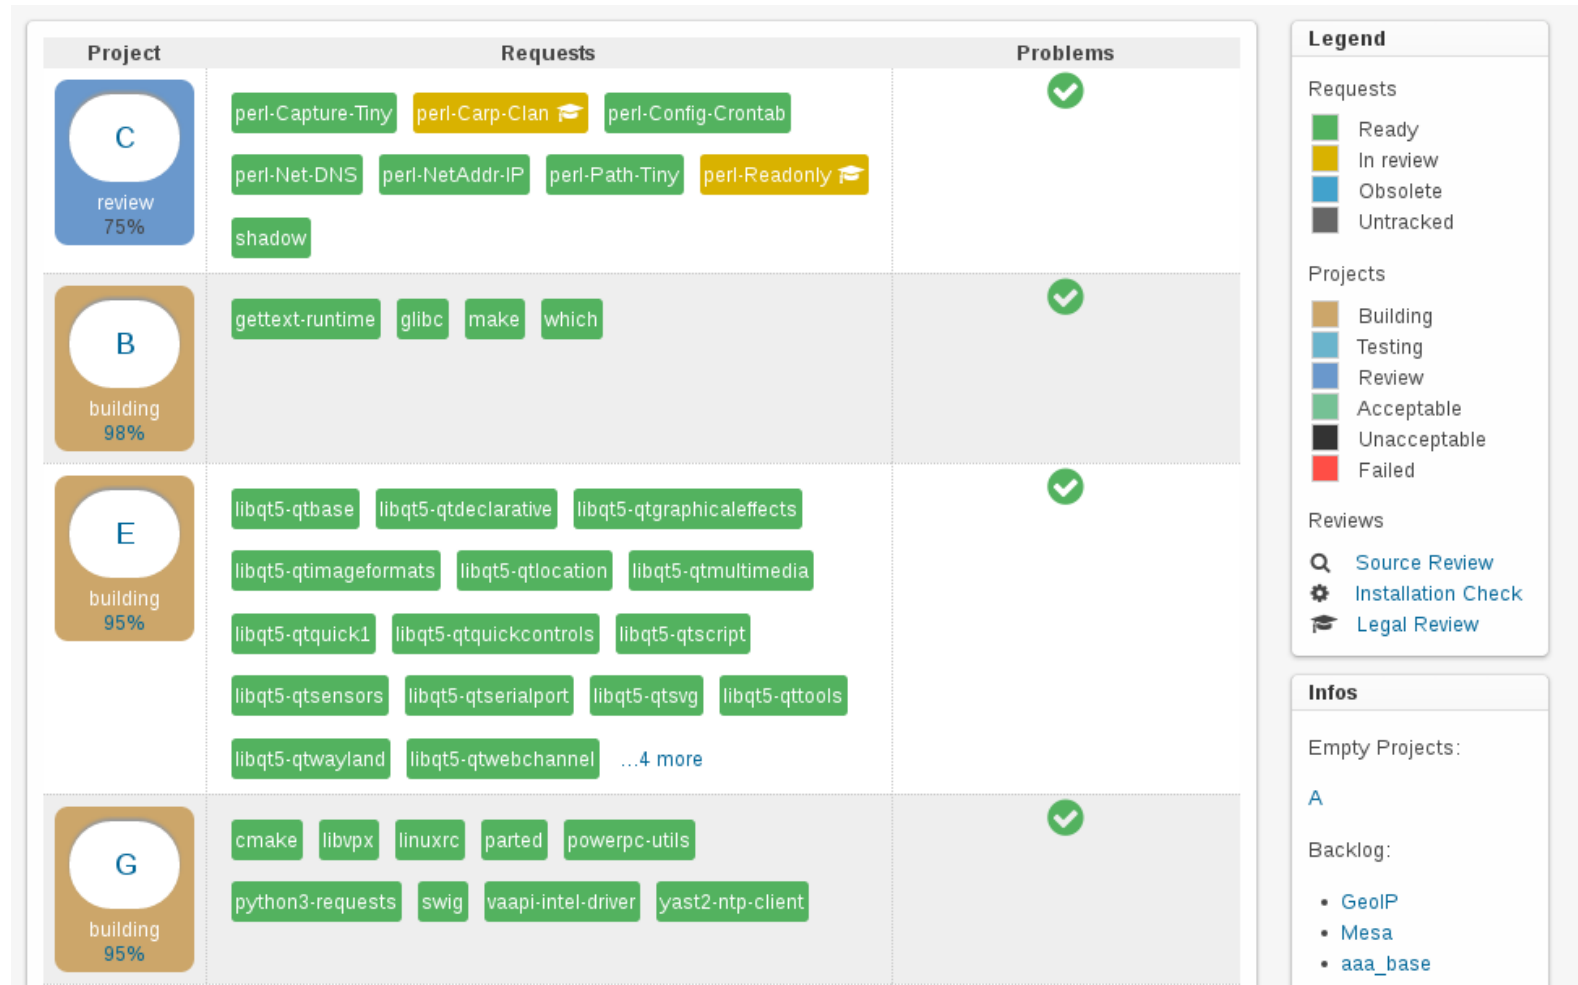 Project Requests Problems
C
review
75%
perl-Capture-Tiny perl-Carp-Clan perl-Config-Crontab
perl-Net-DNS perl-NetAddr-IP perl-Path-Tiny perl-Readonly
shadow
B
building
98%
gettext-runtime glibc make which
E
building
95%
libqt5-qtbase libqt5-qtdeclarative libqt5-qtgraphicaleffects
libqt5-qtimageformats libqt5-qtlocation libqt5-qtmultimedia
libqt5-qtquick1 libqt5-qtquickcontrols libqt5-qtscript
libqt5-qtsensors libqt5-qtserialport libqt5-qtsvg libqt5-qttools
libqt5-qtwayland libqt5-qtwebchannel ...4 more
G
building
95%
cmake libvpx linuxrc parted powerpc-utils
python3-requests swig vaapi-intel-driver yast2-ntp-client
Legend
Requests
Ready
In review
Obsolete
Untracked
Projects
Building
Testing
Review
Acceptable
Unacceptable
Failed
Reviews
Source Review
Installation Check
Legal Review
Infos
Empty Projects:
A
Backlog:
• GeoIP
• Mesa
• aaa_base